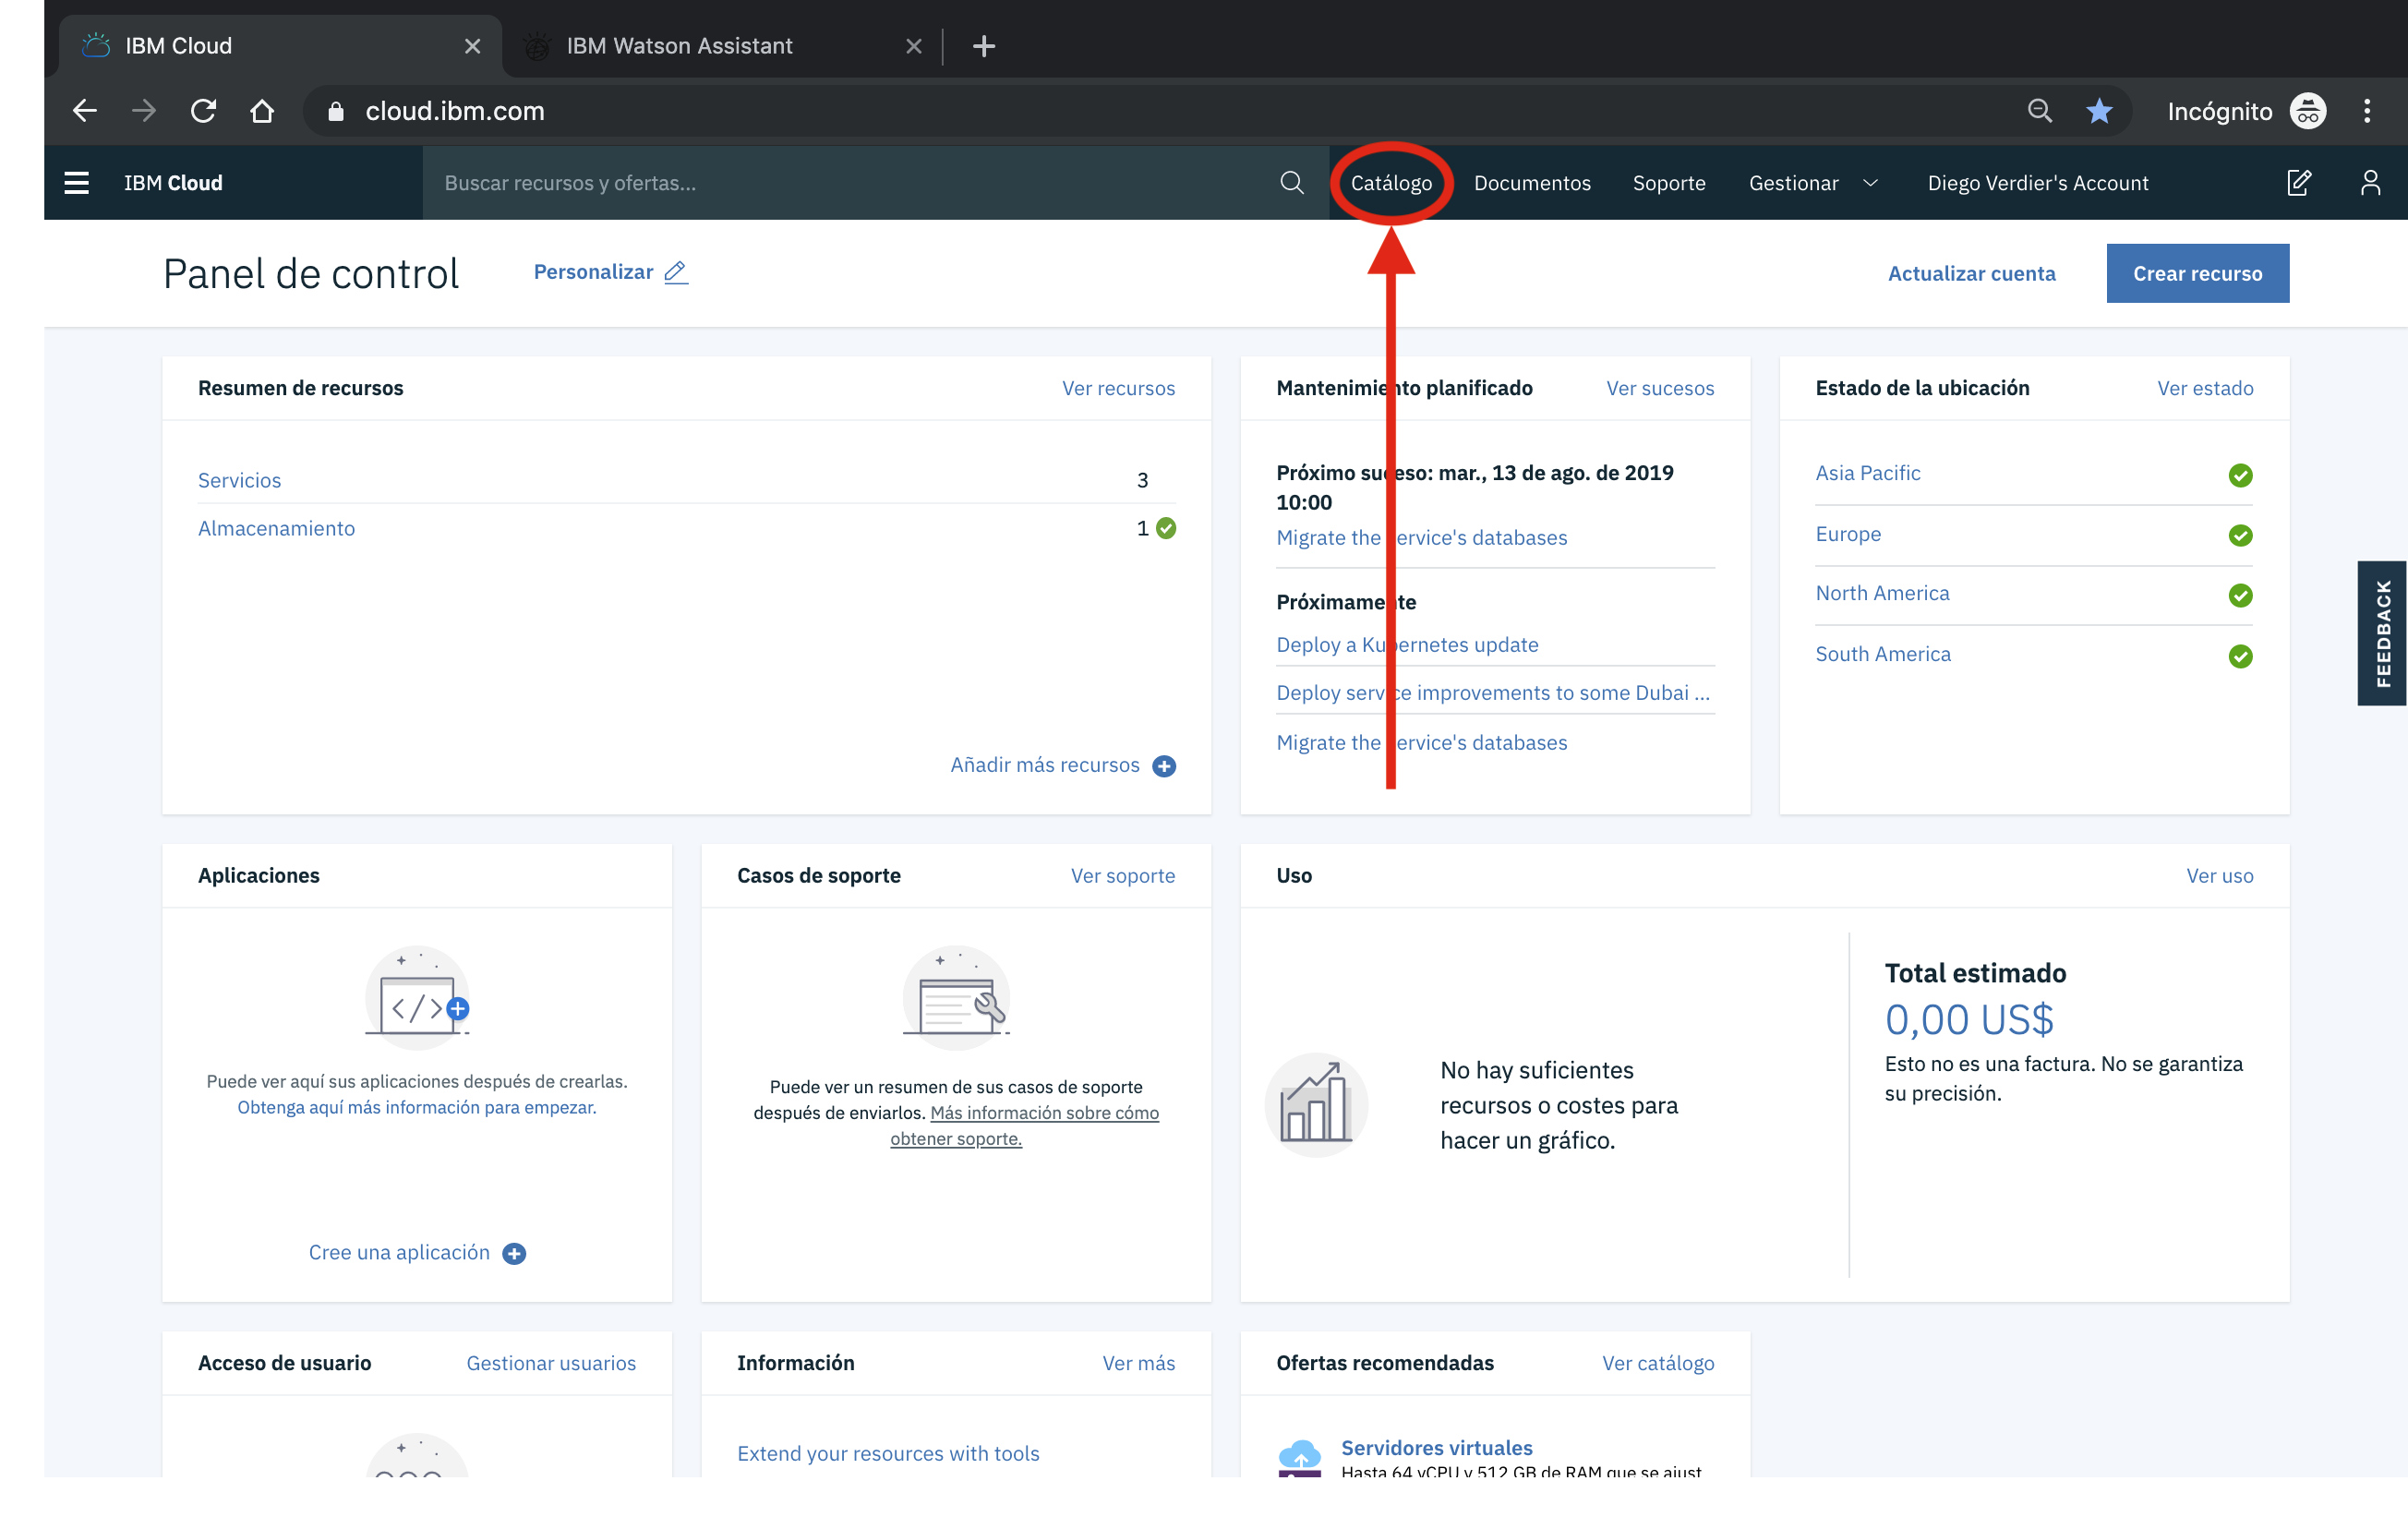 IBM Cloud
IBM Watson Assistant
cloud.ibm.com
Incógnito
IBM Cloud
Buscar recursos y ofertas...
Catálogo
Documentos
Soporte
Gestionar
Diego Verdier's Account
Panel de control
Personalizar
Actualizar cuenta
Crear recurso
Resumen de recursos
Ver recursos
Servicios
3
Almacenamiento
1
Añadir más recursos
Mantenimiento planificado
Ver sucesos
Próximo suceso: mar., 13 de ago. de 2019
10:00
Migrate the service's databases
Próximamente
Deploy a Kubernetes update
Deploy service improvements to some Dubai ...
Migrate the service's databases
Estado de la ubicación
Ver estado
Asia Pacific
Europe
North America
South America
FEEDBACK
Aplicaciones
Puede ver aquí sus aplicaciones después de crearlas.
Obtenga aquí más información para empezar.
Cree una aplicación
Casos de soporte
Ver soporte
Puede ver un resumen de sus casos de soporte
después de enviarlos. Más información sobre cómo
obtener soporte.
Uso
Ver uso
No hay suficientes
recursos o costes para
hacer un gráfico.
Total estimado
0,00 US$
Esto no es una factura. No se garantiza
su precisión.
Acceso de usuario
Gestionar usuarios
Información
Ver más
Extend your resources with tools
Ofertas recomendadas
Ver catálogo
Servidores virtuales
Hasta 64 vCPU y 512 GB de RAM que se ajust